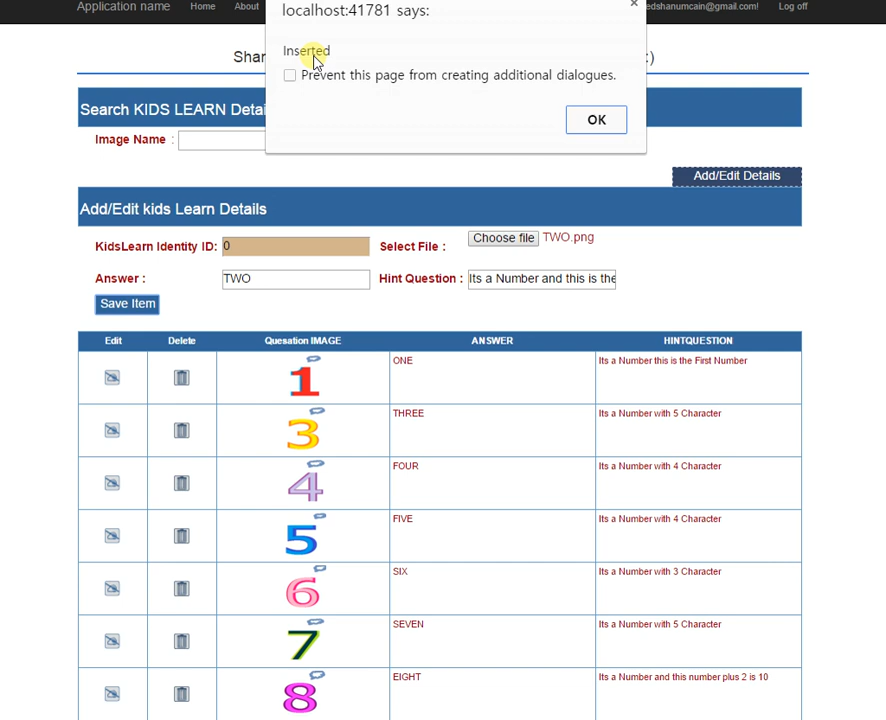 Application name Home About edshanumcain@gmail.com! Log off
localhost:41781 says:
Inserted
Prevent this page from creating additional dialogues.
OK
Shar :)
Search KIDS LEARN Detai
Image Name :
Add/Edit Details
Add/Edit kids Learn Details
KidsLearn Identity ID: 0 Select File : Choose file TWO.png
Answer : TWO Hint Question : Its a Number and this is the
Save Item
Edit Delete Quesation IMAGE ANSWER HINTQUESTION
1 ONE Its a Number this is the First Number
3 THREE Its a Number with 5 Character
4 FOUR Its a Number with 4 Character
5 FIVE Its a Number with 4 Character
6 SIX Its a Number with 3 Character
7 SEVEN Its a Number with 5 Character
8 EIGHT Its a Number and this number plus 2 is 10